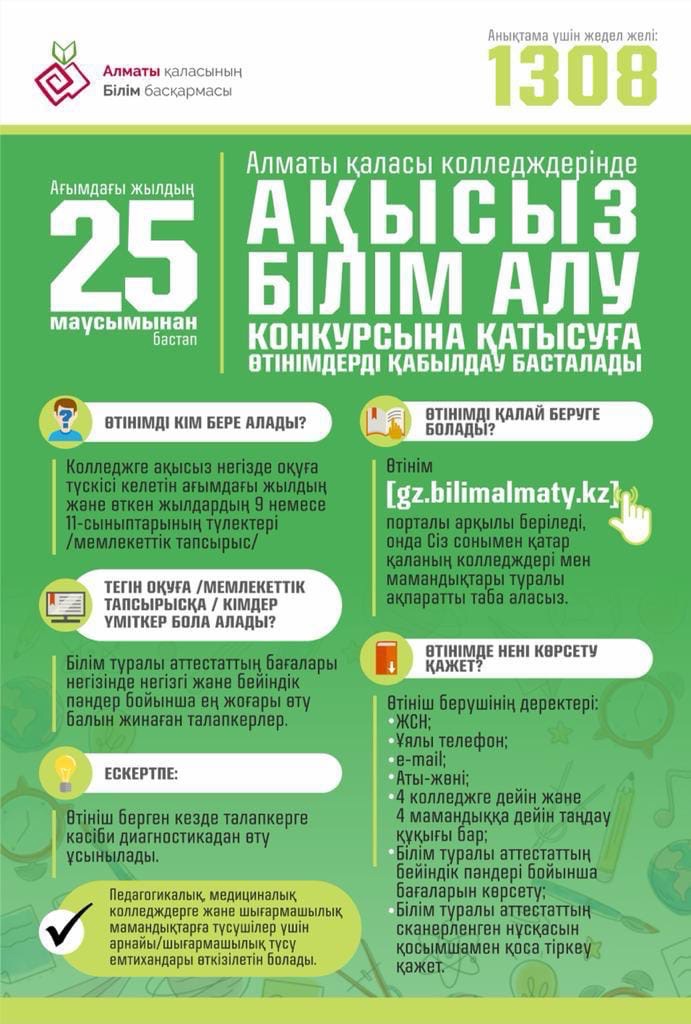 Алматы қаласының
Білім басқармасы
Анықтама үшін жедел желі:
1308
Ағымдағы жылдың
25
маусымынан
бастап
Алматы қаласы колледждерінде
АҚЫСЫЗ
БІЛІМ АЛУ
КОНКУРСЫНА ҚАТЫСУҒА
ӨТІНІМДЕРДІ ҚАБЫЛДАУ БАСТАЛАДЫ
ӨТІНІМДІ КІМ БЕРЕ АЛАДЫ?
Колледжге ақысыз негізде оқуға
түскісі келетін ағымдағы жылдың
және өткен жылдардың 9 немесе
11-сыныптарының түлектері
/мемлекеттік тапсырыс/
ТЕГІН ОҚУҒА /МЕМЛЕКЕТТІК
ТАПСЫРЫСҚА / КІМДЕР
ҮМІТКЕР БОЛА АЛАДЫ?
Білім туралы аттестаттың бағалары
негізінде негізгі және бейіндік
пәндер бойынша ең жоғары өту
балын жинаған талапкерлер.
ЕСКЕРТПЕ:
Өтініш берген кезде талапкерге
кәсіби диагностикадан өту
ұсынылады.
Педагогикалық, медициналық
колледждерге және шығармашылық
мамандықтарға түсушілер үшін
арнайы/шығармашылық түсу
емтихандары өткізілетін болады.
ӨТІНІМДІ ҚАЛАЙ БЕРУГЕ
БОЛАДЫ?
Өтінім
[gz.bilimalmaty.kz]
порталы арқылы беріледі,
онда Сіз сонымен қатар
қаланың колледждері мен
мамандықтары туралы
ақпаратты таба аласыз.
ӨТІНІМДЕ НЕНІ КӨРСЕТУ
ҚАЖЕТ?
Өтініш берушінің деректері:
•ЖСН;
•Ұялы телефон;
•e-mail;
•Аты-жөні;
•4 колледжге дейін және
4 мамандыққа дейін таңдау
құқығы бар;
•Білім туралы аттестаттың
бейіндік пәндері бойынша
бағаларын көрсету;
•Білім туралы аттестаттың
сканерленген нұсқасын
қосымшамен қоса тіркеу
қажет.